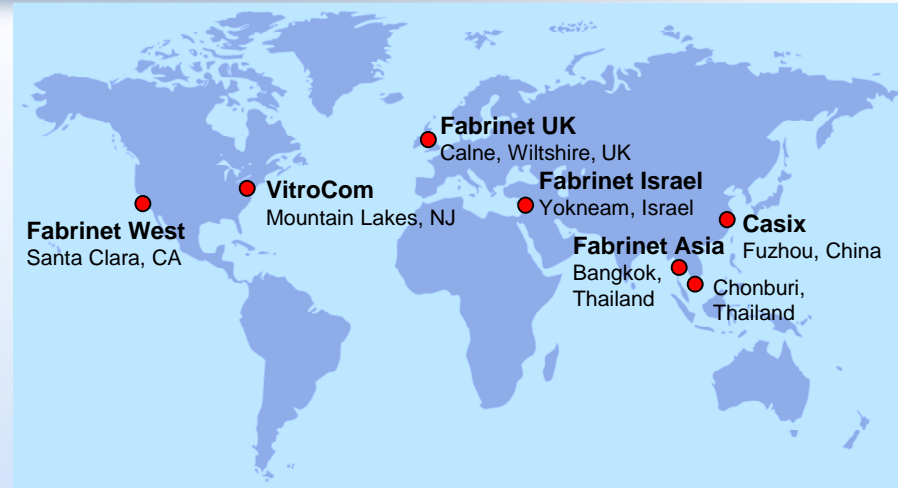 Fabrinet UK
Calne, Wiltshire, UK
VitroCom
Mountain Lakes, NJ
Fabrinet Israel
Yokneam, Israel
Fabrinet West
Santa Clara, CA
Casix
Fuzhou, China
Fabrinet Asia
Bangkok,
Thailand
Chonburi,
Thailand